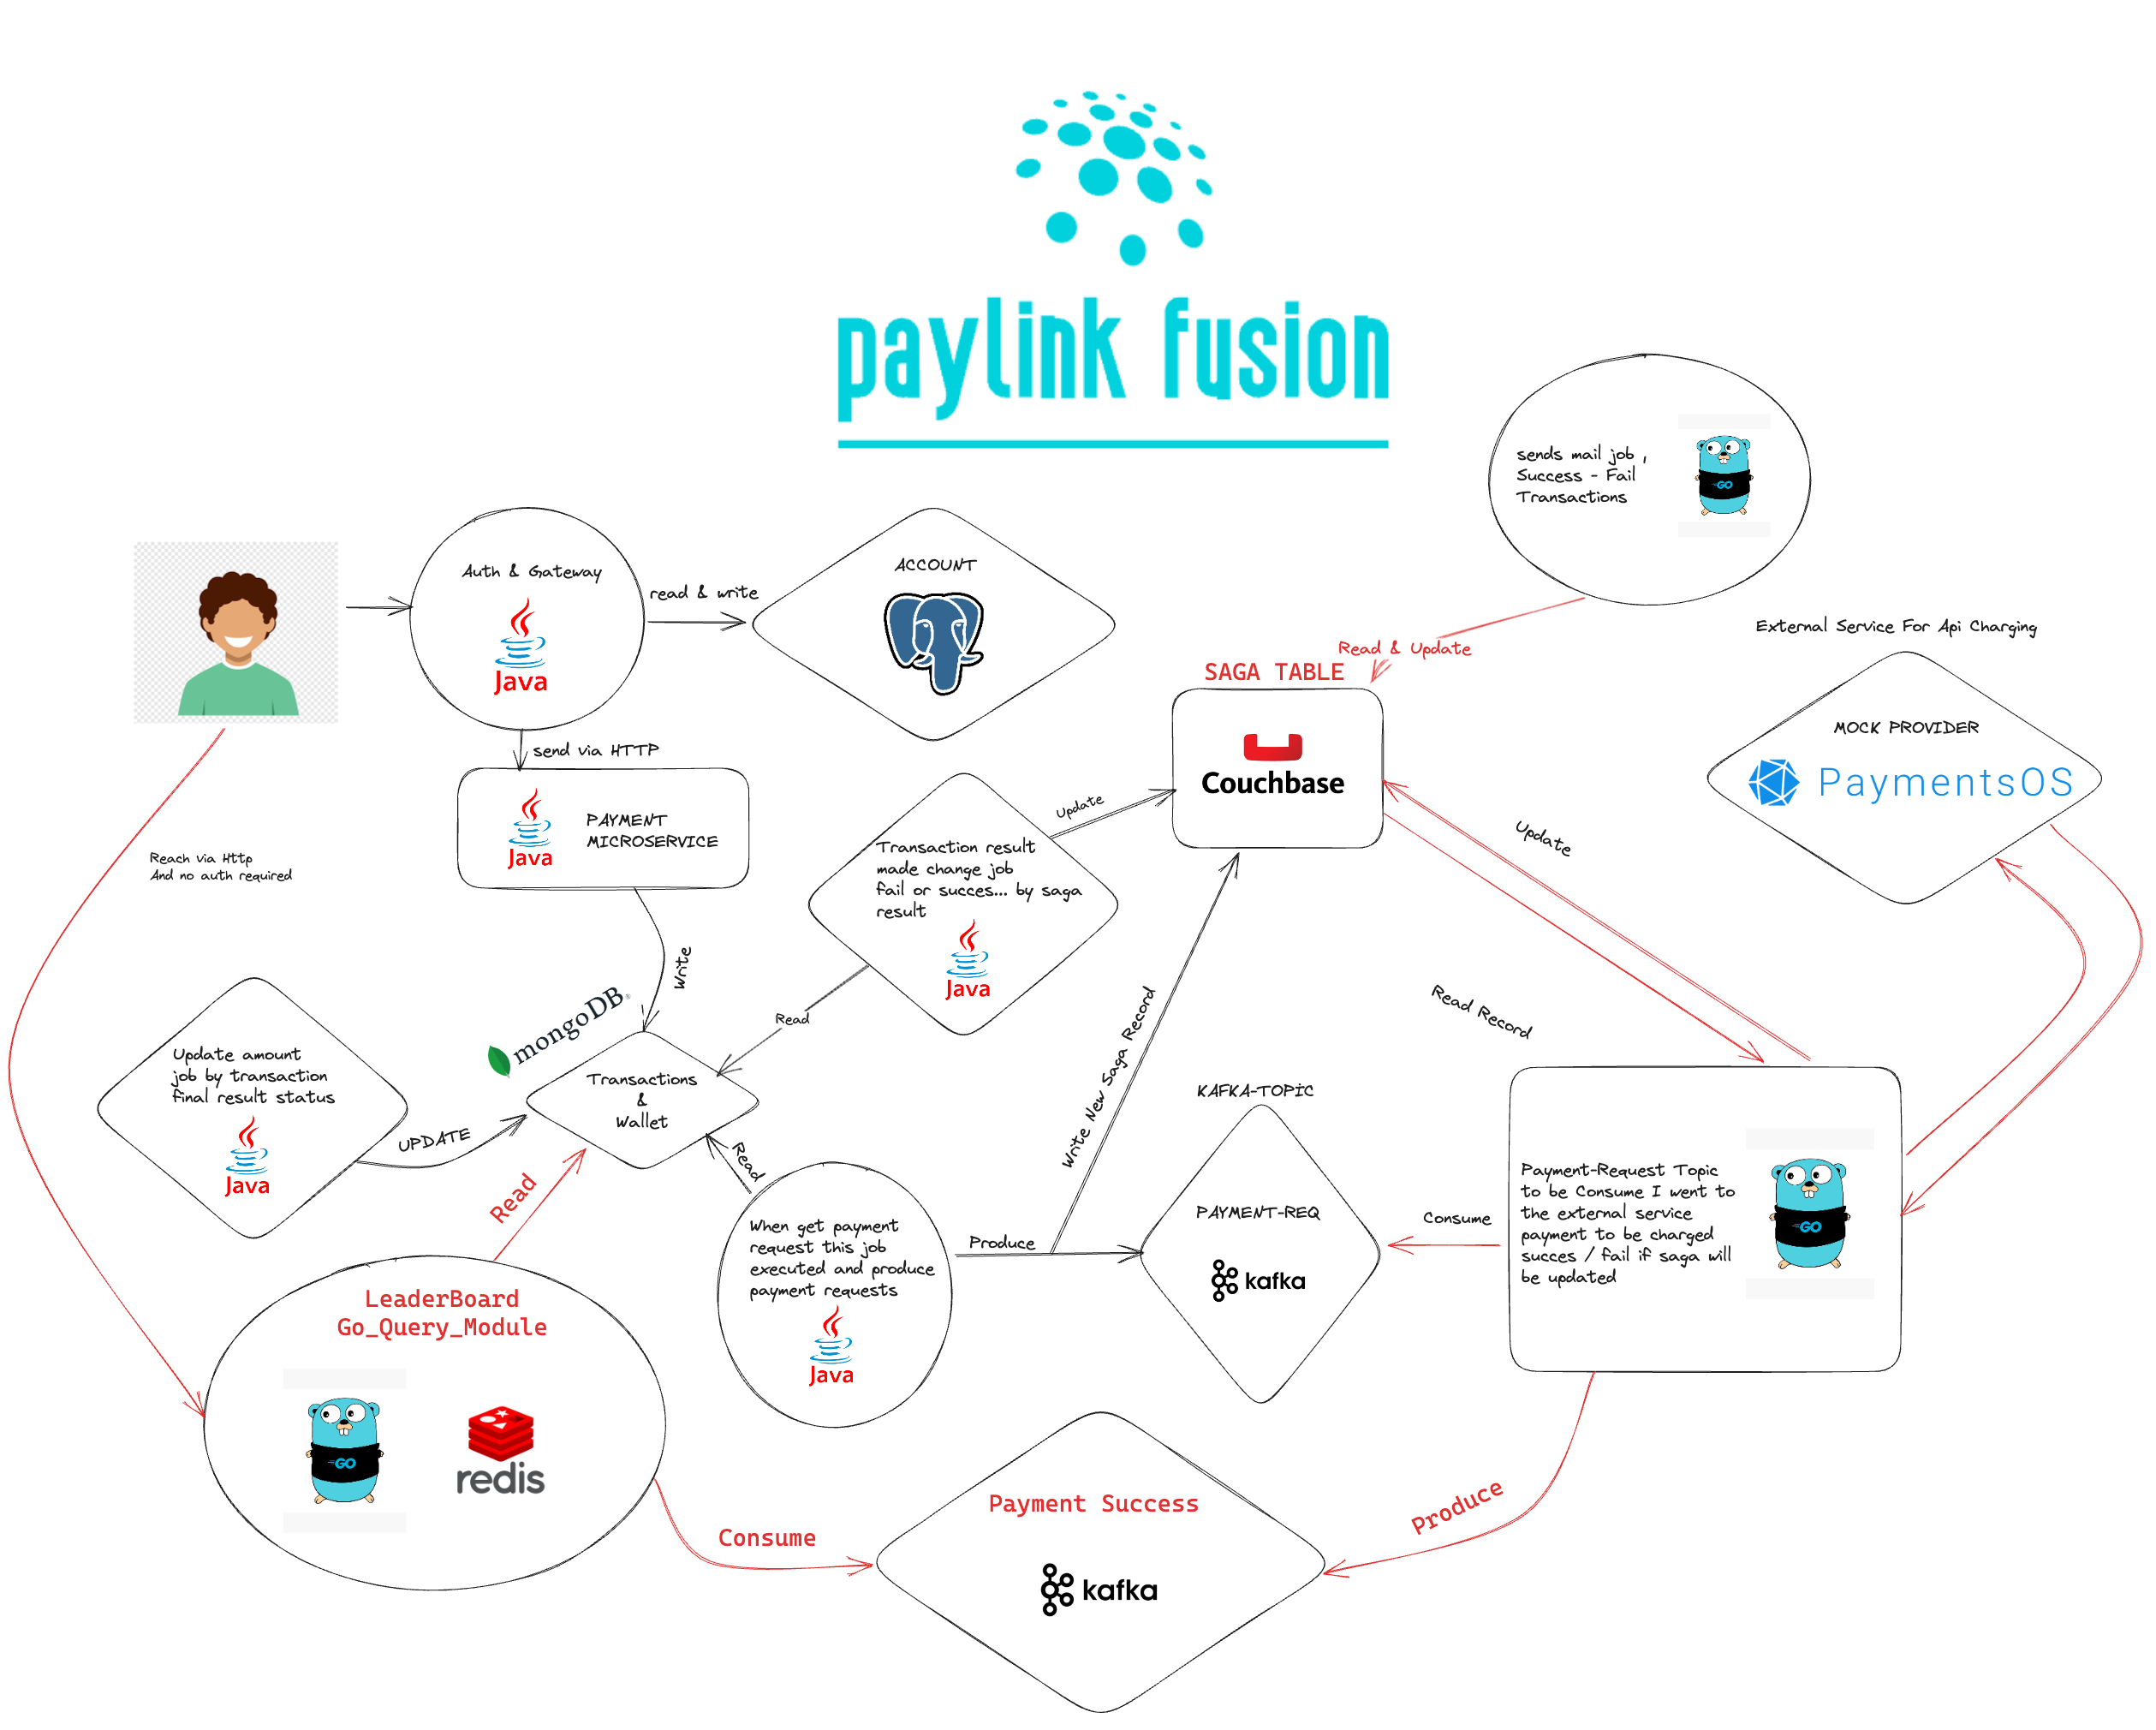 paylink fusion
sends mail job ,
Success - Fail
Transactions
Auth & Gateway
Java
read & write
ACCOUNT
External Service For Api Charging
Read & Update
SAGA TABLE
Couchbase
MOCK PROVIDER
PaymentsOS
send via HTTP
PAYMENT
MICROSERVICE
Java
Update
Transaction result
made change job
fail or succes... by saga
result
Java
Update
Reach via Http
And no auth required
Write
mongoDB®
Read
Read Record
Write New Saga Record
Update amount
job by transaction
final result status
Java
UPDATE
Transactions
&
Wallet
Read
Read
KAFKA-TOPİC
PAYMENT-REQ
kafka
Consume
Payment-Request Topic
to be Consume I went to
the external service
payment to be charged
succes / fail if saga will
be updated
GO
When get payment
request this job
executed and produce
payment requests
Java
Produce
LeaderBoard
Go_Query_Module
GO
redis
Consume
Payment Success
kafka
Produce
GO